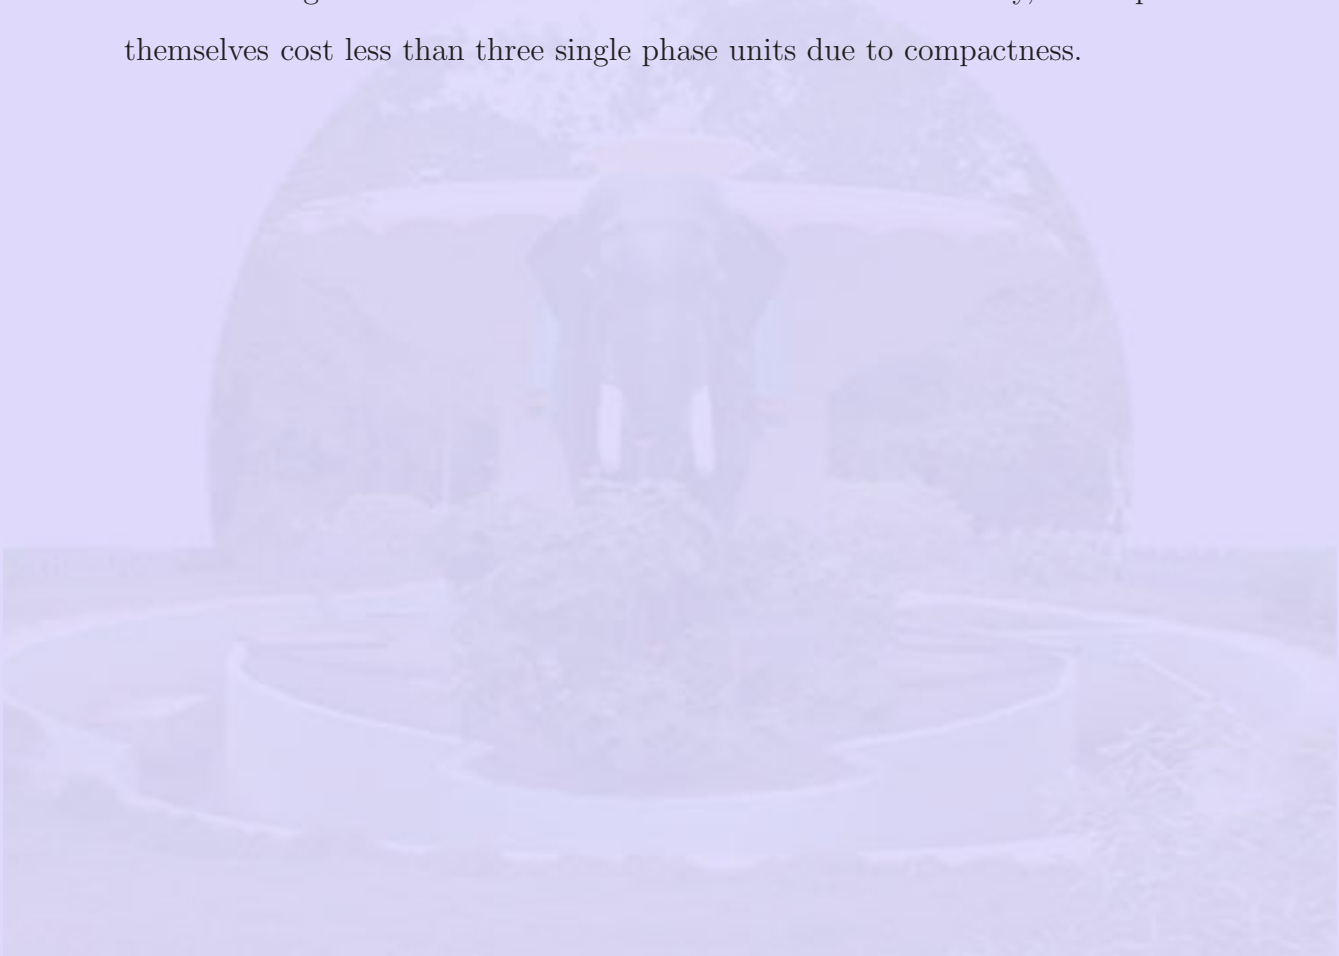 themselves cost less than three single phase units due to compactness.